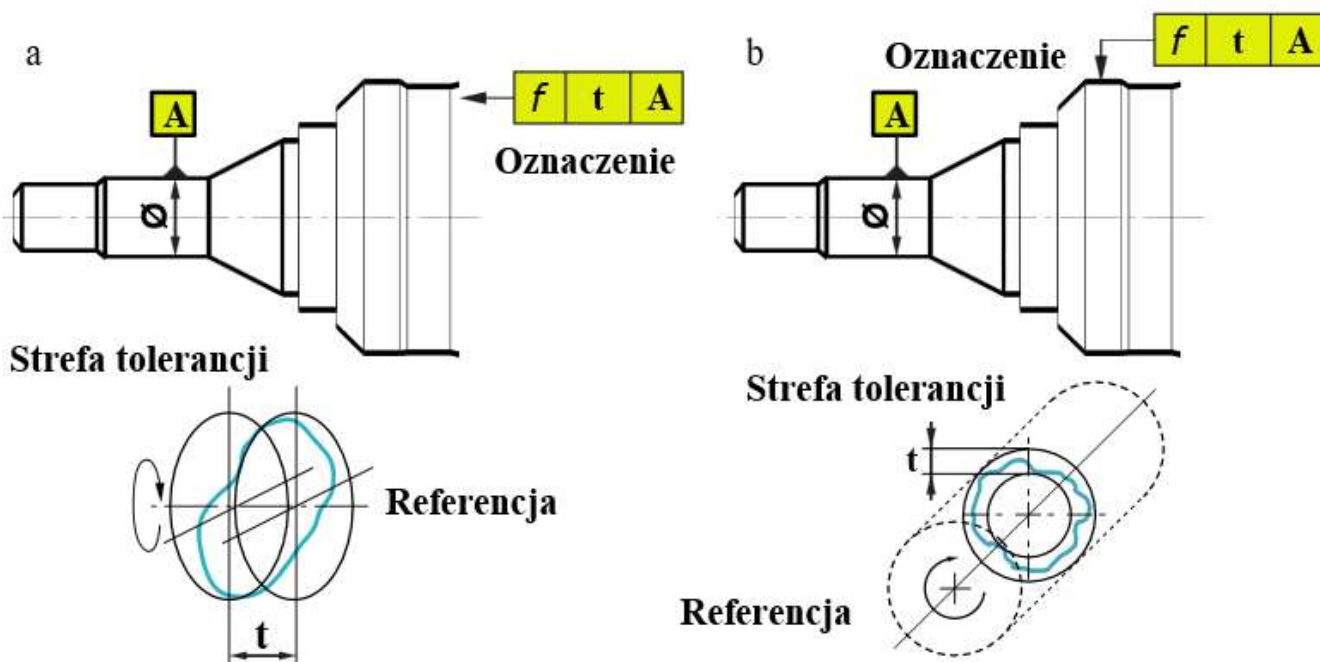 a
A
f t A
Oznaczenie
Ø
Strefa tolerancji
Referencja
t
b
Oznaczenie
f t A
A
Ø
Strefa tolerancji
t
Referencja